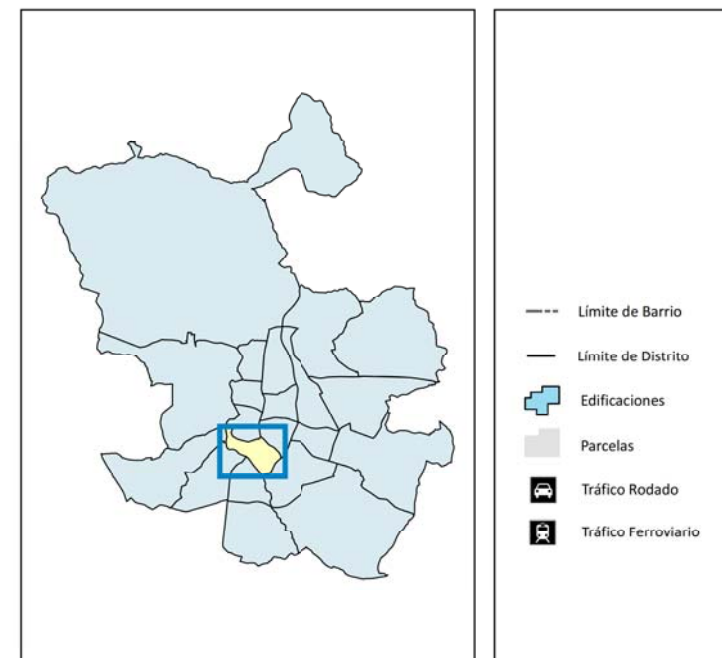 Límite de Barrio
Límite de Distrito
Edificaciones
Parcelas
Tráfico Rodado
Tráfico Ferroviario